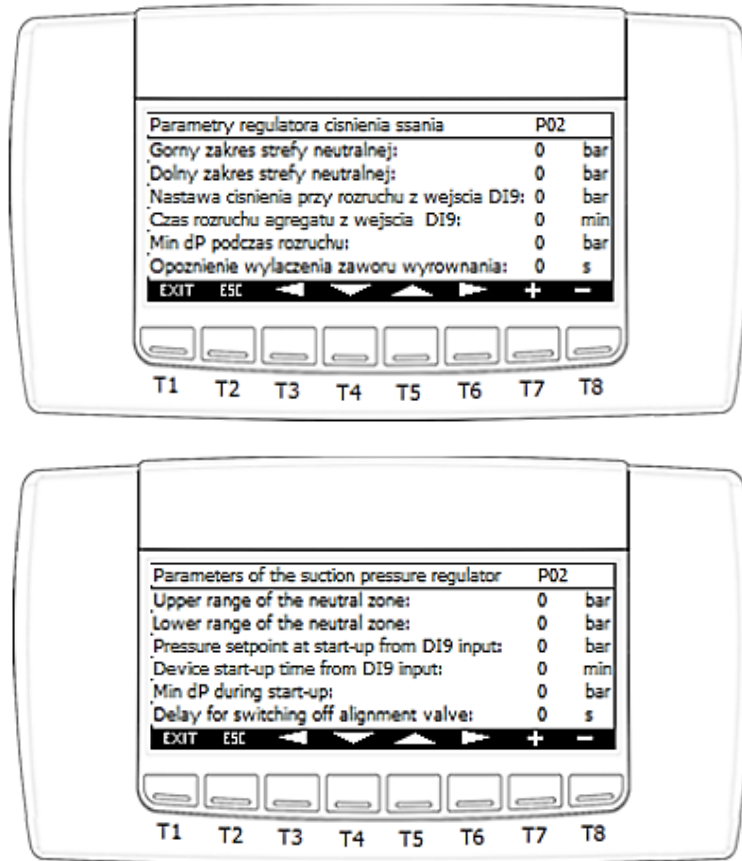 Parametry regulatora cisnienia ssania P02
Gorny zakres strefy neutralnej: 0 bar
Dolny zakres strefy neutralnej: 0 bar
Nastawa cisnienia przy rozruchu z wejscia DI9: 0 bar
Czas rozruchu agregatu z wejscia DI9: 0 min
Min dP podczas rozruchu: 0 bar
Opoznienie wylaczenia zaworu wyrownania: 0 s
EXIT ESC + -
T1 T2 T3 T4 T5 T6 T7 T8
Parameters of the suction pressure regulator P02
Upper range of the neutral zone: 0 bar
Lower range of the neutral zone: 0 bar
Pressure setpoint at start-up from DI9 input: 0 bar
Device start-up time from DI9 input: 0 min
Min dP during start-up: 0 bar
Delay for switching off alignment valve: 0 s
EXIT ESC + -
T1 T2 T3 T4 T5 T6 T7 T8